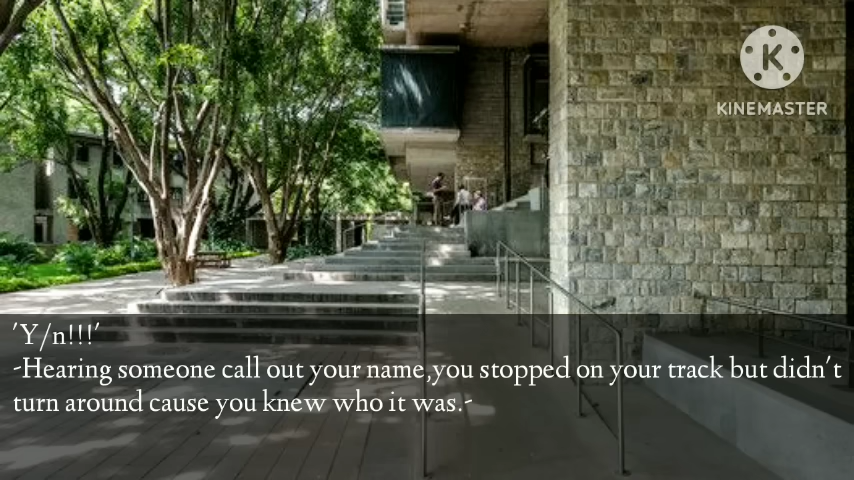 KINEMASTER
'Y/n!!!'
-Hearing someone call out your name,you stopped on your track but didn't
turn around cause you knew who it was.-